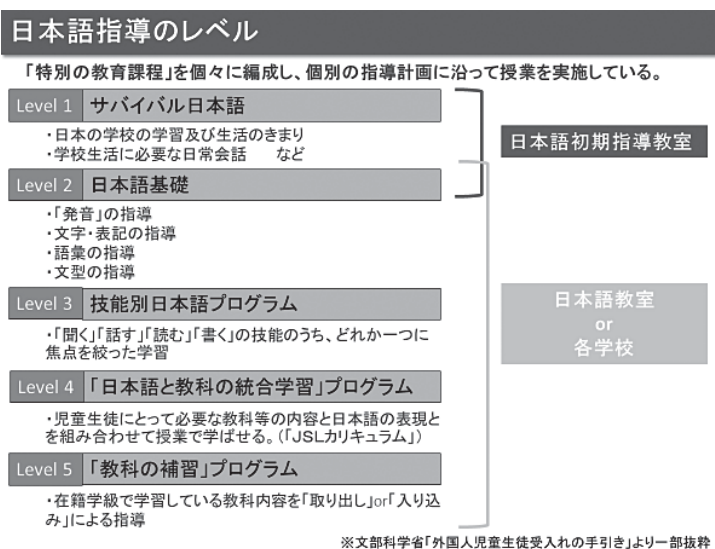 日本語指導のレベル
「特別の教育課程」を個々に編成し、個別の指導計画に沿って授業を実施している。
Level 1 サバイバル日本語
・日本の学校の学習及び生活のきまり
・学校生活に必要な日常会話 など
日本語初期指導教室
Level 2 日本語基礎
・「発音」の指導
・文字・表記の指導
・語彙の指導
・文型の指導
Level 3 技能別日本語プログラム
・「聞く」「話す」「読む」「書く」の技能のうち、どれか一つに
焦点を絞った学習
日本語教室
or
各学校
Level 4 「日本語と教科の統合学習」プログラム
・児童生徒にとって必要な教科等の内容と日本語の表現と
を組み合わせて授業で学ばせる。(「JSLカリキュラム」)
Level 5 「教科の補習」プログラム
・在籍学級で学習している教科内容を「取り出し」or「入り込
み」による指導
※文部科学省「外国人児童生徒受入れの手引き」より一部抜粋